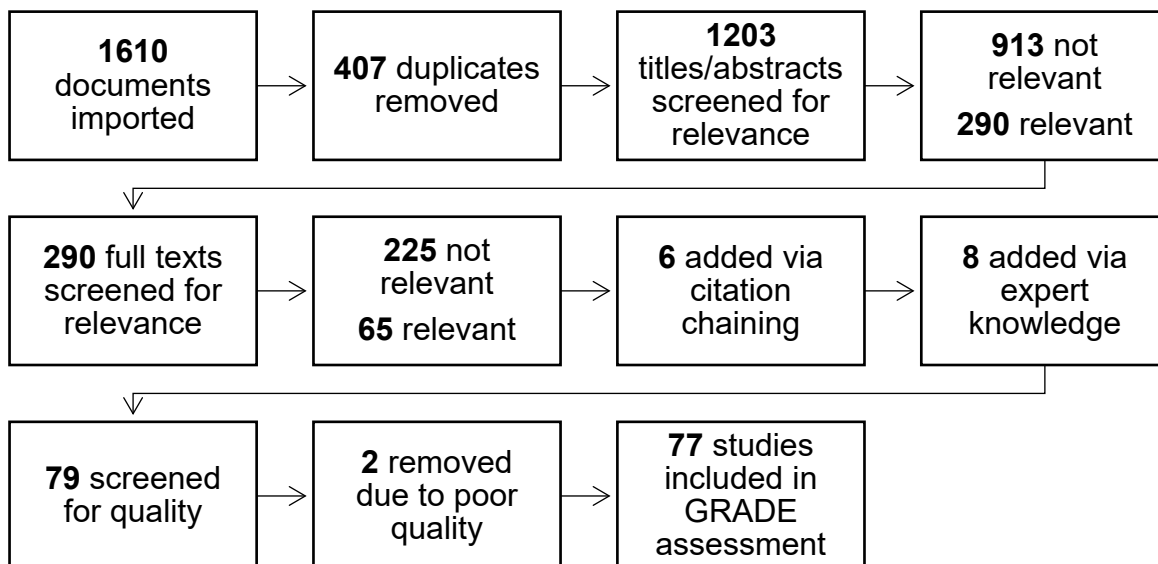 1610
documents
imported
407 duplicates
removed
1203
titles/abstracts
screened for
relevance
913 not
relevant
290 relevant
290 full texts
screened for
relevance
225 not
relevant
65 relevant
6 added via
citation
chaining
8 added via
expert
knowledge
79 screened
for quality
2 removed
due to poor
quality
77 studies
included in
GRADE
assessment